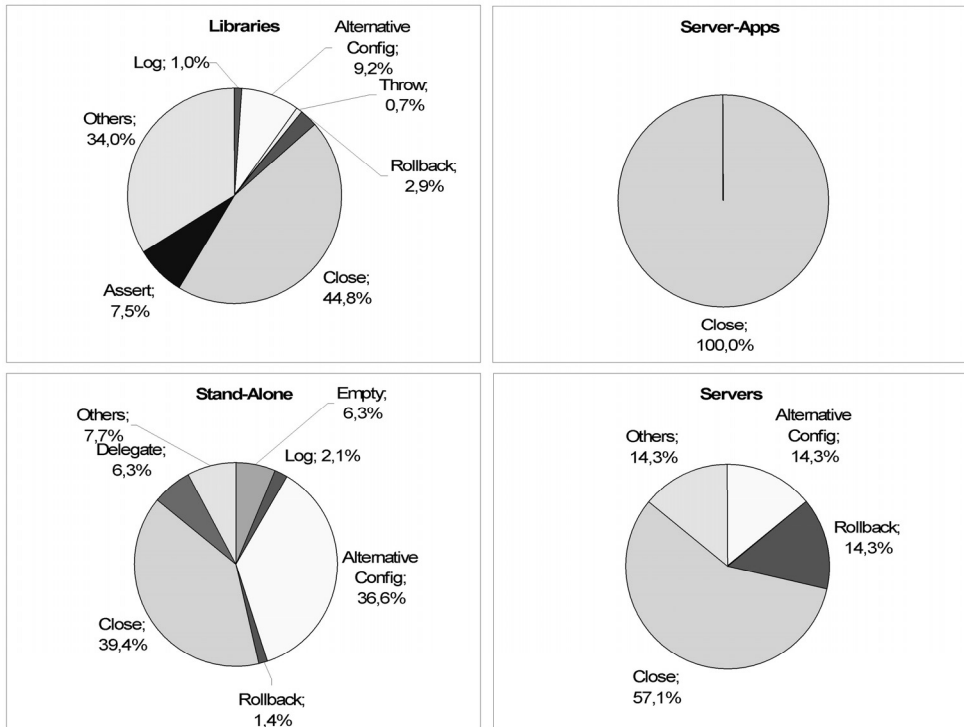 Libraries
Alternative
Config;
9,2%
Log; 1,0%
Throw;
0,7%
Others;
34,0%
Rollback;
2,9%
Close;
44,8%
Assert;
7,5%
Server-Apps
Close;
100,0%
Stand-Alone
Empty;
6,3%
Others;
7,7%
Log; 2,1%
Delegate;
6,3%
Alternative
Config;
36,6%
Close;
39,4%
Rollback;
1,4%
Servers
Alternative
Config;
14,3%
Others;
14,3%
Rollback;
14,3%
Close;
57,1%